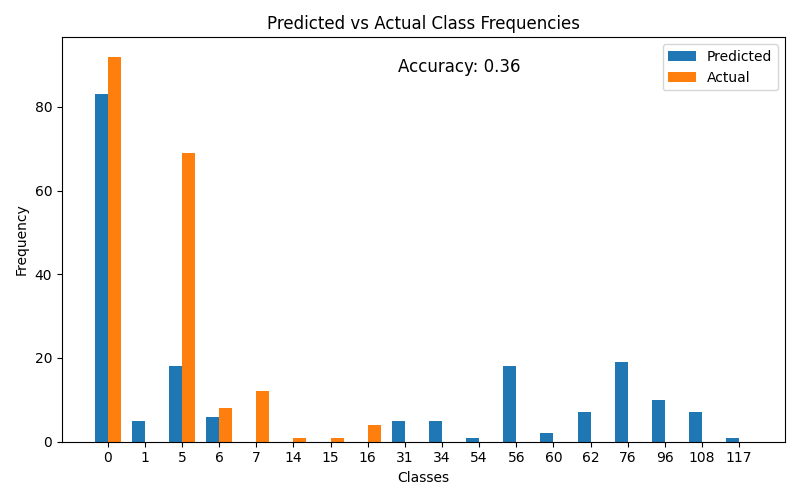 Predicted vs Actual Class Frequencies
Accuracy: 0.36
Predicted
Actual
Frequency
80
60
40
20
0
0 1 5 6 7 14 15 16 31 34 54 56 60 62 76 96 108 117
Classes